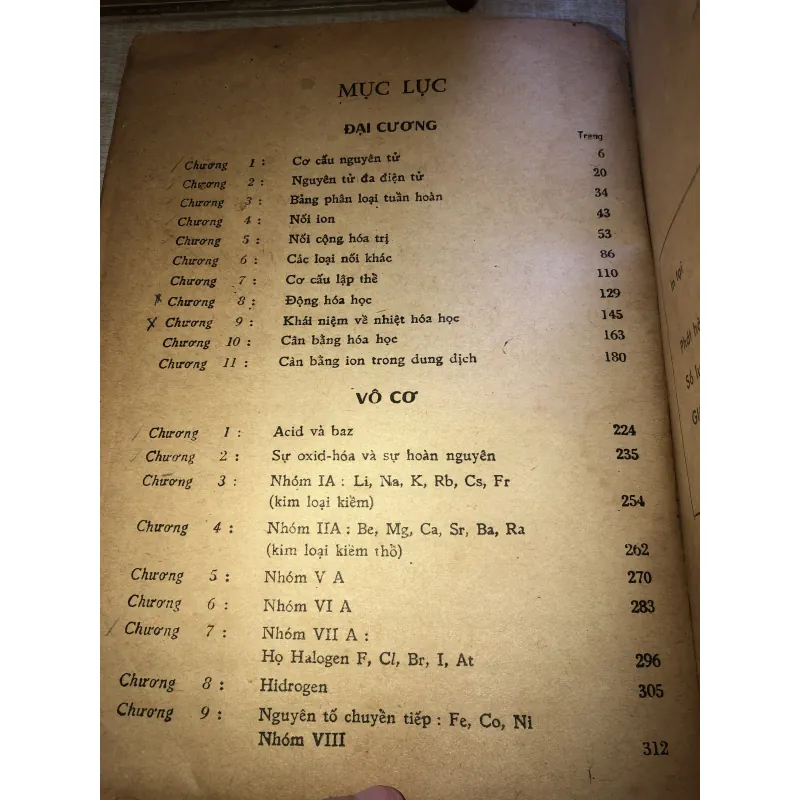 MỤC LỤC
ĐẠI CƯƠNG
Trang
Chương 1 : Cơ cấu nguyên tử 6
Chương 2 : Nguyên tử đa điện tử 20
Chương 3 : Bảng phân loại tuần hoàn 34
Chương 4 : Nối ion 43
Chương 5 : Nối cộng hóa trị 53
Chương 6 : Các loại nối khác 86
Chương 7 : Cơ cấu lập thể 110
Chương 8 : Động hóa học 129
Chương 9 : Khái niệm về nhiệt hóa học 145
Chương 10 : Cân bằng hóa học 163
Chương 11 : Cân bằng ion trong dung dịch 180
VÔ CƠ
Chương 1 : Acid và baz 224
Chương 2 : Sự oxid-hóa và sự hoàn nguyên 235
Chương 3 : Nhóm IA : Li, Na, K, Rb, Cs, Fr
(kim loại kiềm) 254
Chương 4 : Nhóm IIA : Be, Mg, Ca, Sr, Ba, Ra
(kim loại kiềm thổ) 262
Chương 5 : Nhóm V A 270
Chương 6 : Nhóm VI A 283
Chương 7 : Nhóm VII A :
Họ Halogen F, Cl, Br, I, At 296
Chương 8 : Hidrogen 305
Chương 9 : Nguyên tố chuyển tiếp : Fe, Co, Ni
Nhóm VIII 312
In tại
Phát
Số